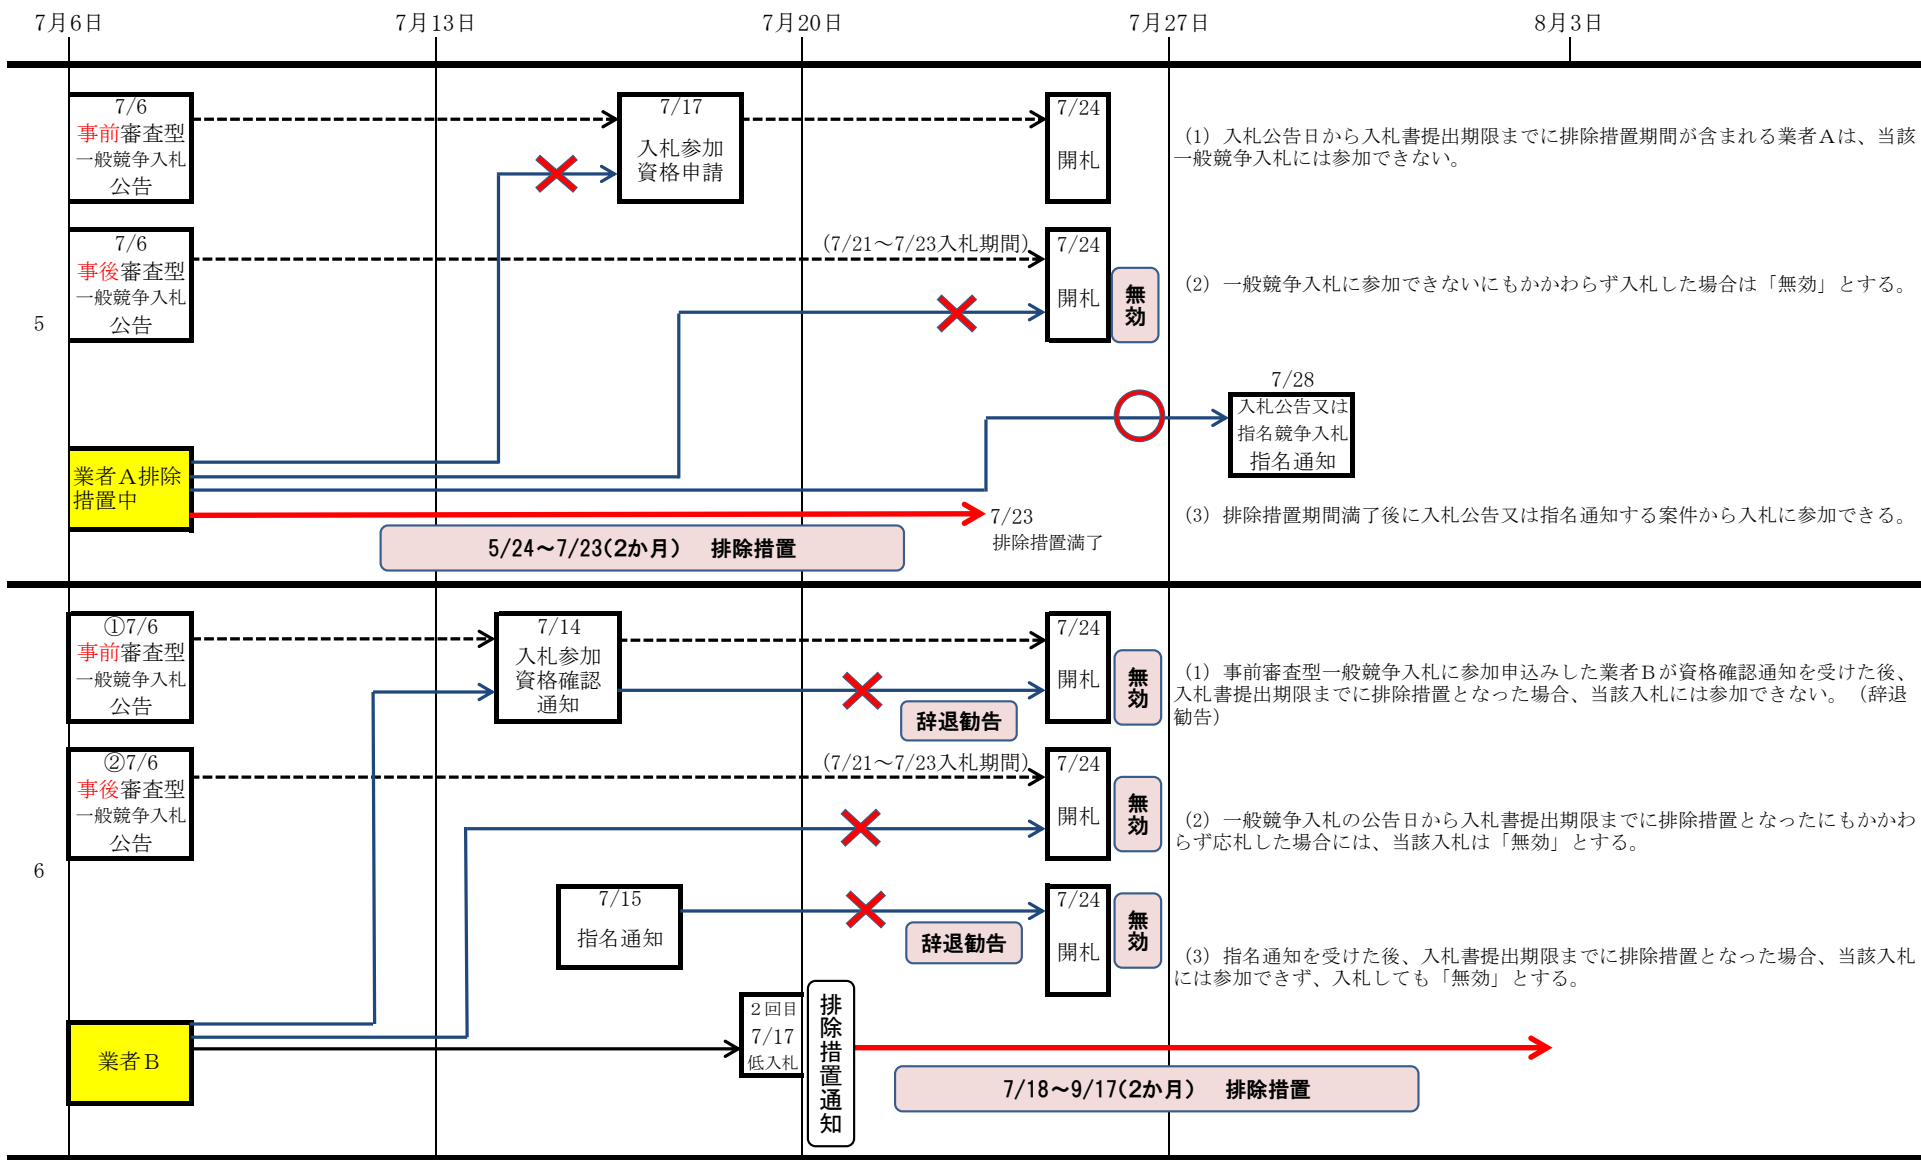 7月6日
7月13日
7月20日
7月27日
8月3日
5
7/6
事前審査型
一般競争入札
公告
7/17
入札参加
資格申請
7/24
開札
(1）入札公告日から入札書提出期限までに排除措置期間が含まれる業者Aは、当該
一般競争入札には参加できない。
7/6
事後審査型
一般競争入札
公告
(7/21～7/23入札期間)
7/24
開札
無効
(2）一般競争入札に参加できないにもかかわらず入札した場合は「無効」とする。
7/28
入札公告又は
指名競争入札
指名通知
業者A排除
措置中
7/23
排除措置満了
5/24～7/23(2か月)　排除措置
(3）排除措置期間満了後に入札公告又は指名通知する案件から入札に参加できる。
6
①7/6
事前審査型
一般競争入札
公告
7/14
入札参加
資格確認
通知
辞退勧告
7/24
開札
無効
(1）事前審査型一般競争入札に参加申込みした業者Bが資格確認通知を受けた後、
入札書提出期限までに排除措置となった場合、当該入札には参加できない。（辞退
勧告）
②7/6
事後審査型
一般競争入札
公告
(7/21～7/23入札期間)
7/24
開札
無効
(2）一般競争入札の公告日から入札書提出期限までに排除措置となったにもかかわ
らず応札した場合には、当該入札は「無効」とする。
7/15
指名通知
辞退勧告
7/24
開札
無効
(3）指名通知を受けた後、入札書提出期限までに排除措置となった場合、当該入札
には参加できず、入札しても「無効」とする。
業者B
2回目
7/17
低入札
排除措置通知
7/18～9/17(2か月)　排除措置